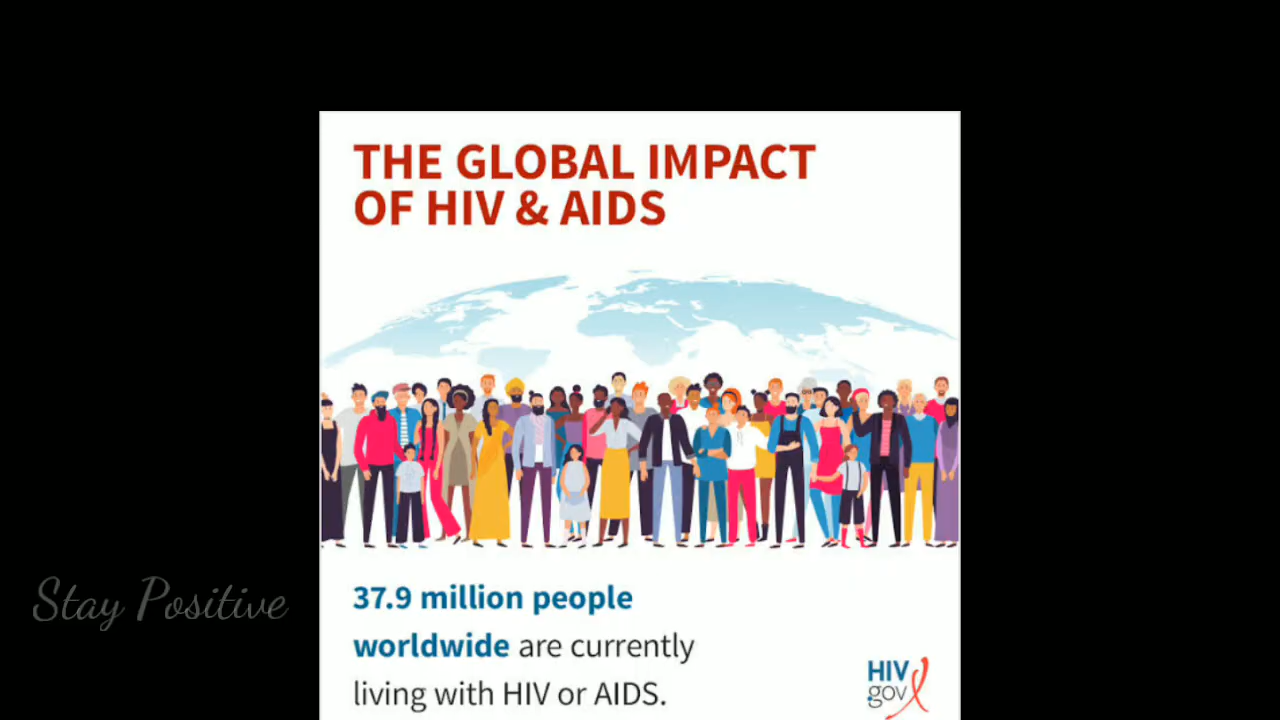 THE GLOBAL IMPACT
OF HIV & AIDS
Stay Positive
37.9 million people
worldwide are currently
living with HIV or AIDS.
HIV
.gov